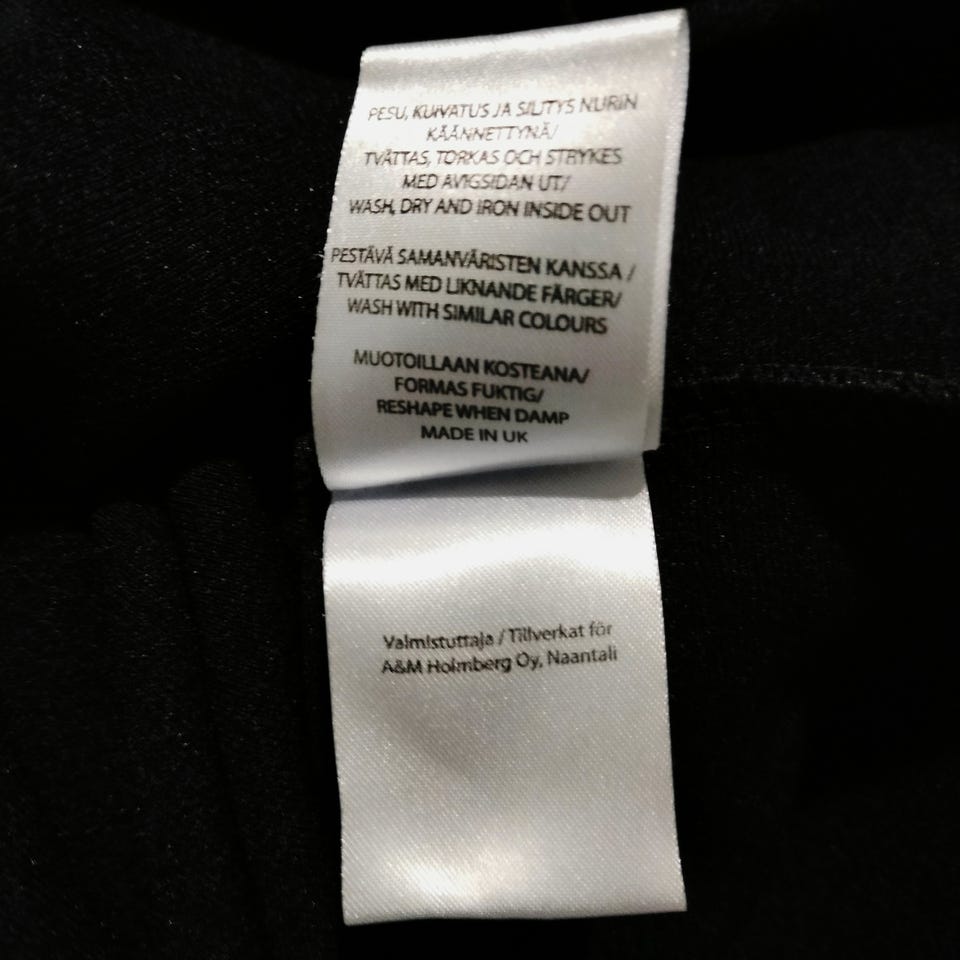 PESU, KUIVATUS JA SILITYS NURIN
KÄÄNNETTYNÄ/
TVÄTTAS, TORKAS OCH STRYKES
MED AVIGSIDAN UT/
WASH, DRY AND IRON INSIDE OUT
PESTÄVÄ SAMANVÄRISTEN KANSSA /
TVÄTTAS MED LIKNANDE FÄRGER/
WASH WITH SIMILAR COLOURS
MUOTOILLAAN KOSTEANA/
FORMAS FUKTIG/
RESHAPE WHEN DAMP
MADE IN UK
Valmistuttaja / Tillverkat för
A&M Holmberg Oy, Naantali